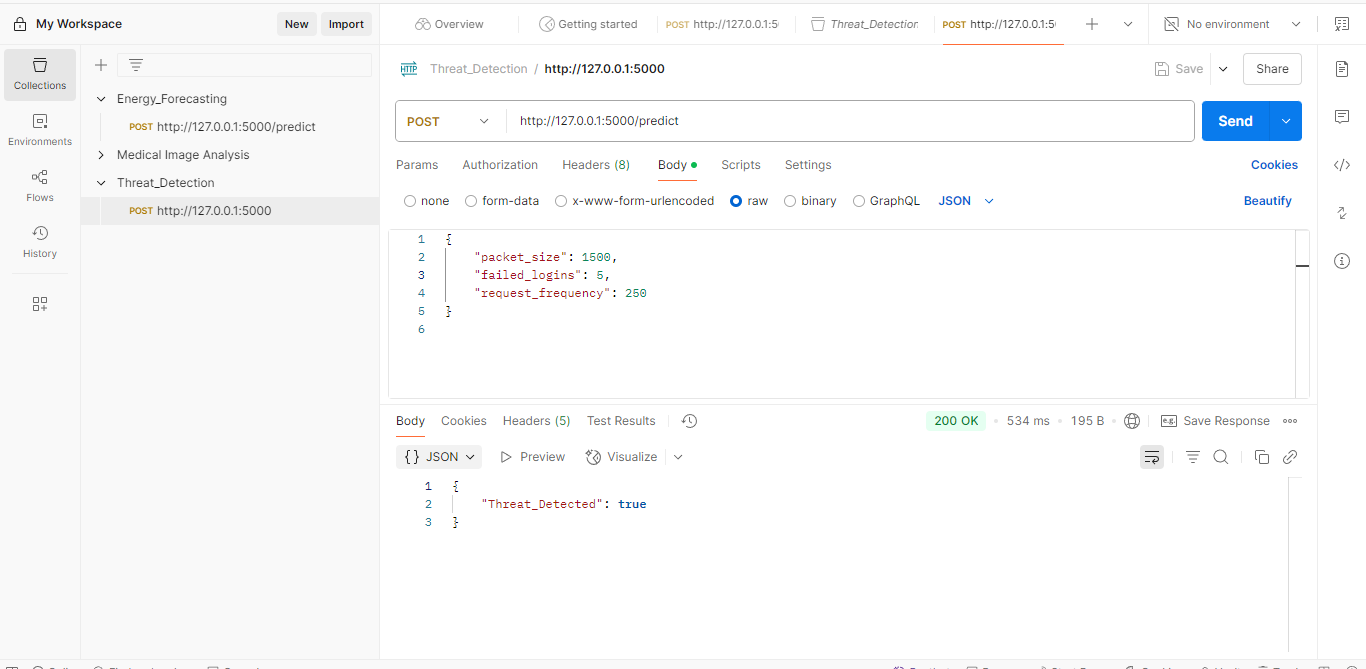 My Workspace New Import Overview Getting started POST http://127.0.0.1:5 Threat_Detection POST http://127.0.0.1:5 No environment
Collections
Environments
Flows
History
Energy_Forecasting
POST http://127.0.0.1:5000/predict
Medical Image Analysis
Threat_Detection
POST http://127.0.0.1:5000
HTTP Threat_Detection / http://127.0.0.1:5000 Save Share
POST http://127.0.0.1:5000/predict Send
Params Authorization Headers (8) Body Scripts Settings Cookies
none form-data x-www-form-urlencoded raw binary GraphQL JSON Beautify
1 {
2 "packet_size": 1500,
3 "failed_logins": 5,
4 "request_frequency": 250
5 }
6
Body Cookies Headers (5) Test Results 200 OK 534 ms 195 B e.g. Save Response
{} JSON Preview Visualize
1 {
2 "Threat_Detected": true
3 }